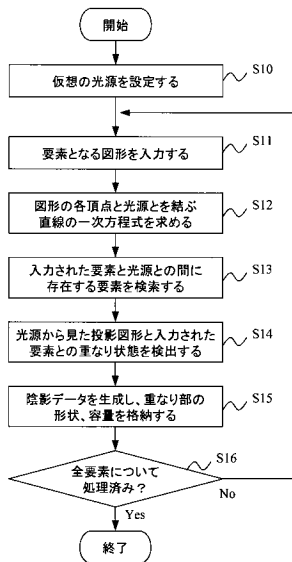 開始
仮想の光源を設定する
S10
要素となる図形を入力する
S11
図形の各頂点と光源とを結ぶ
直線の一次方程式を求める
S12
入力された要素と光源との間に
存在する要素を検索する
S13
光源から見た投影図形と入力された
要素との重なり状態を検出する
S14
陰影データを生成し、重なり部の
形状、容量を格納する
S15
全要素について
処理済み?
S16
No
Yes
終了